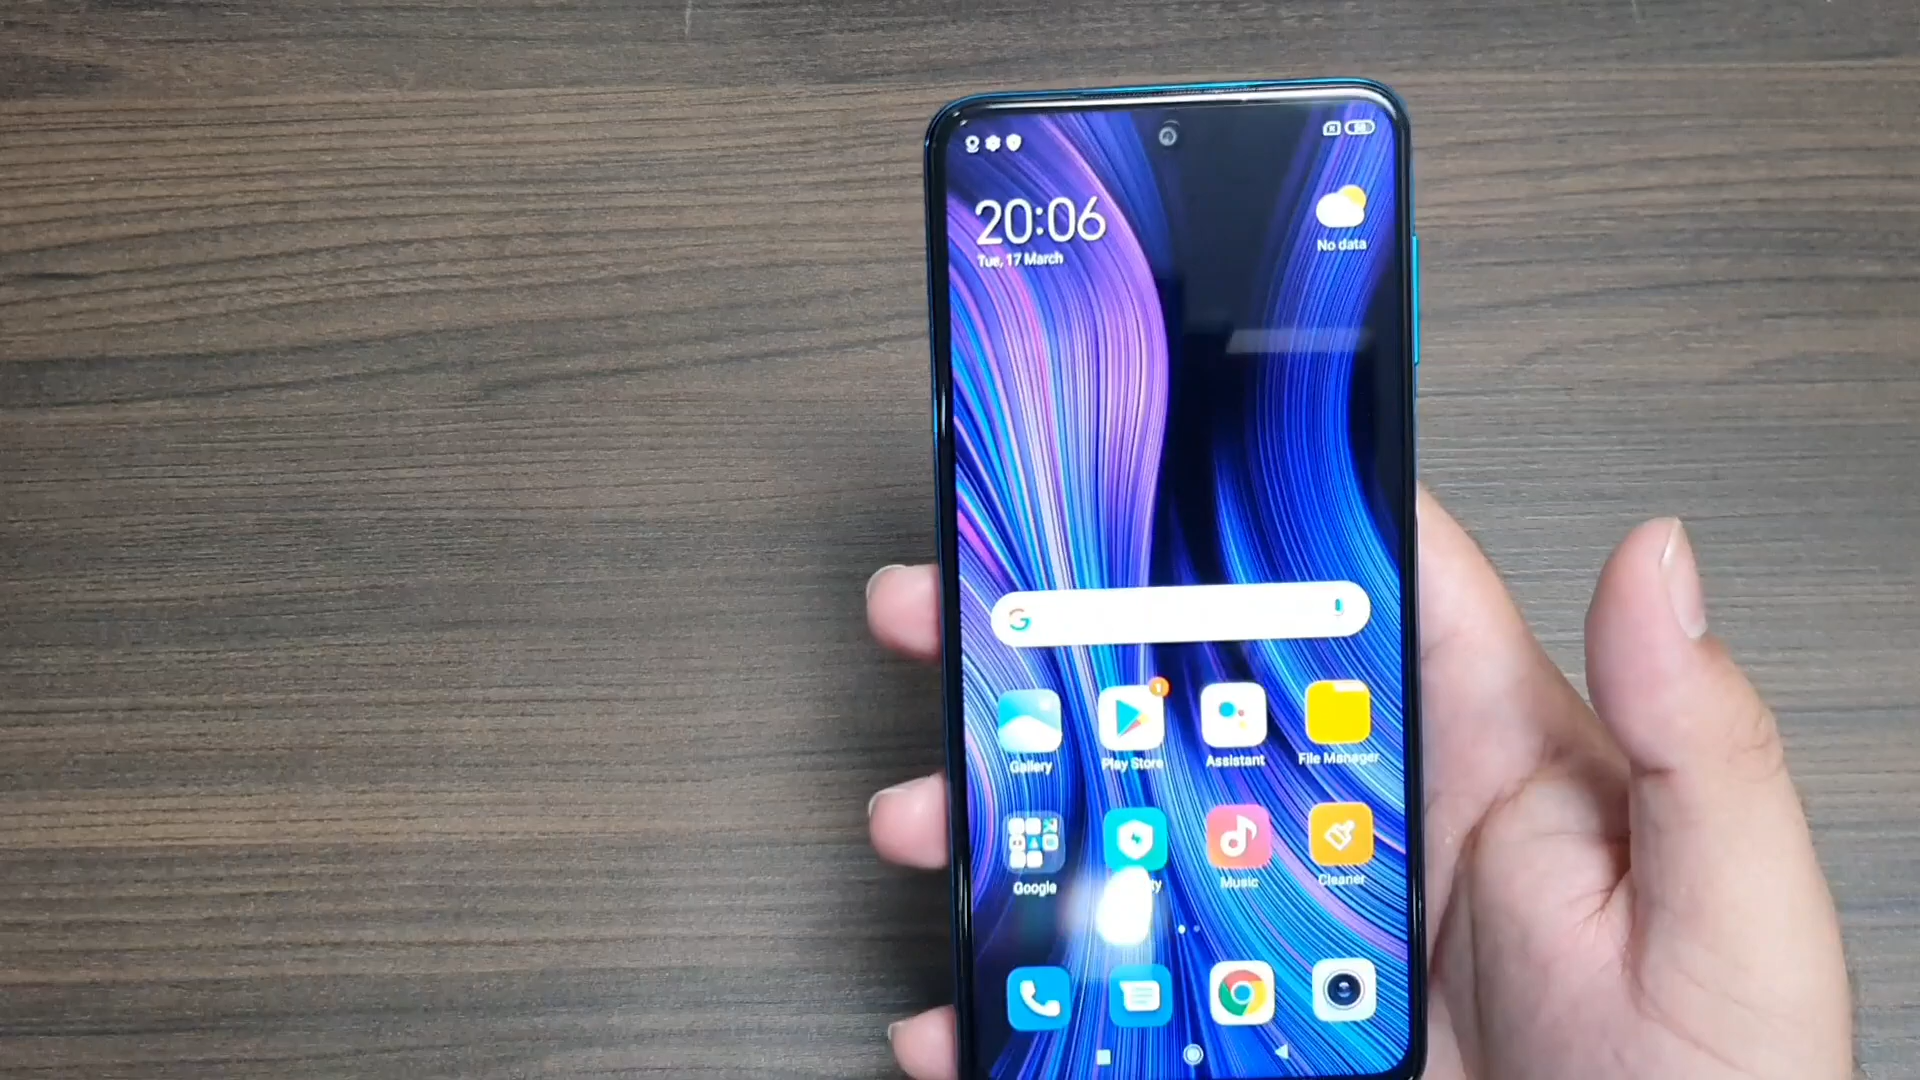 20:06
Tue, 17 March
No data
Gallery
Play Store
Assistant
File Manager
Google
Music
Cleaner